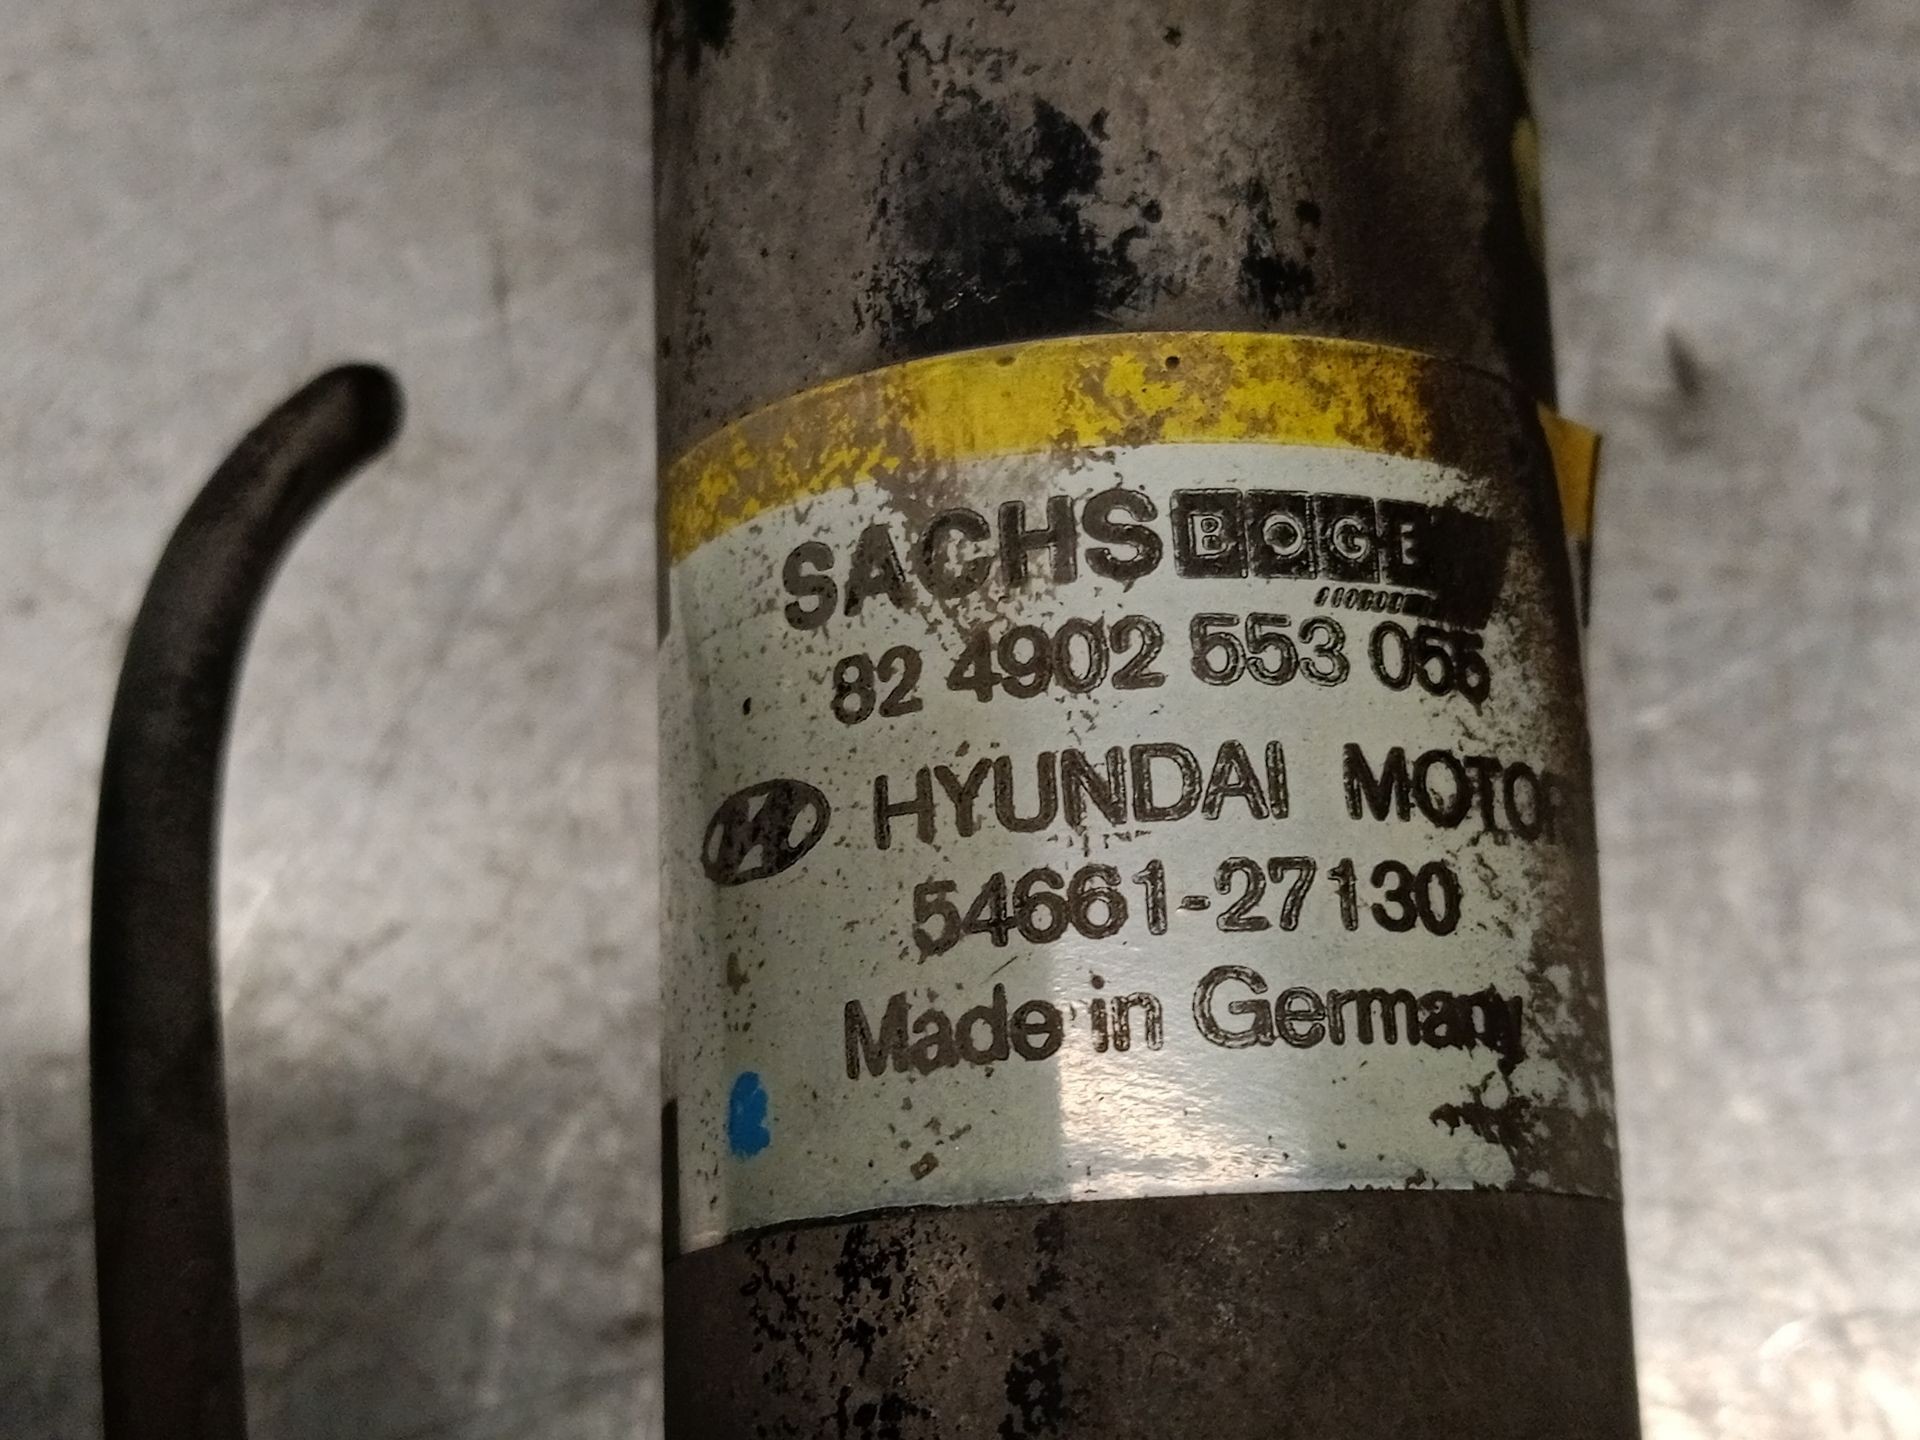 SACHS BOGE
82 4902 553 055
HYUNDAI MOTOR
54661-27130
Made in Germany